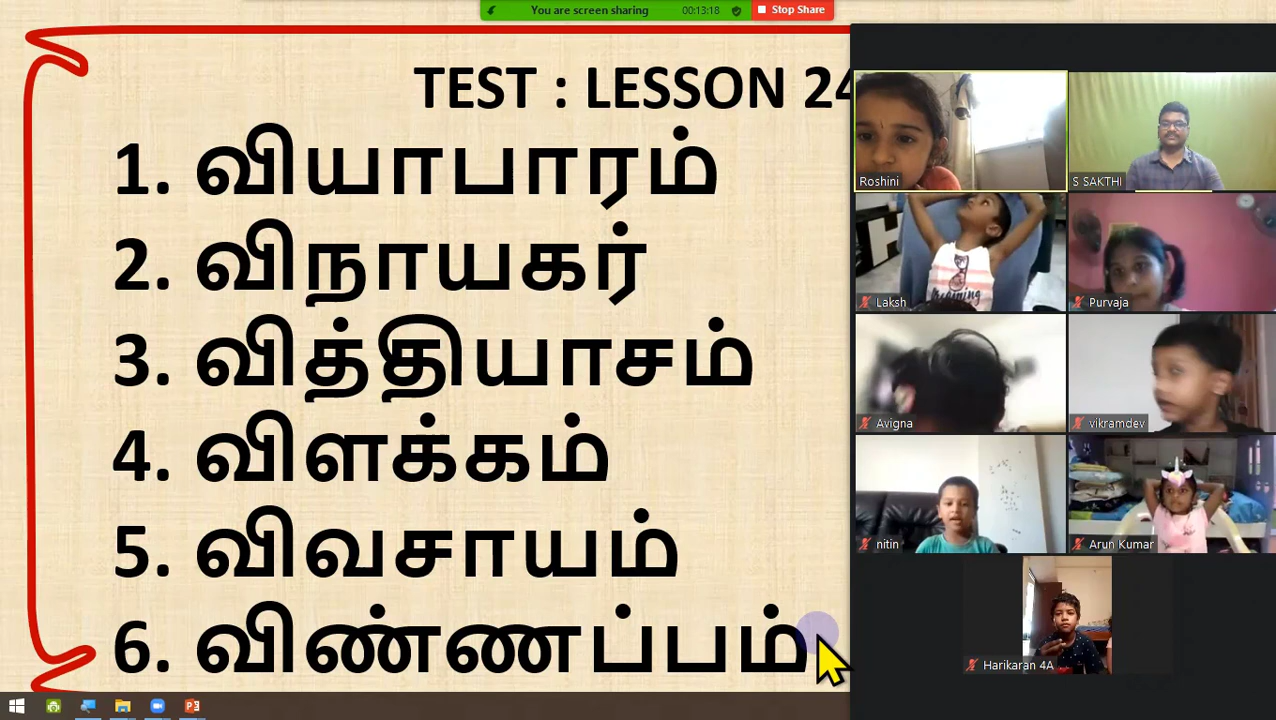 You are screen sharing 00:13:18 Stop Share
TEST : LESSON 24
1. வியாபாரம்
2. விநாயகர்
3. வித்தியாசம்
4. விளக்கம்
5. விவசாயம்
6. விண்ணப்பம்
Roshini
S SAKTHI
Laksh
Purvaja
Avigna
vikramdev
nitin
Arun Kumar
Harikaran 4A